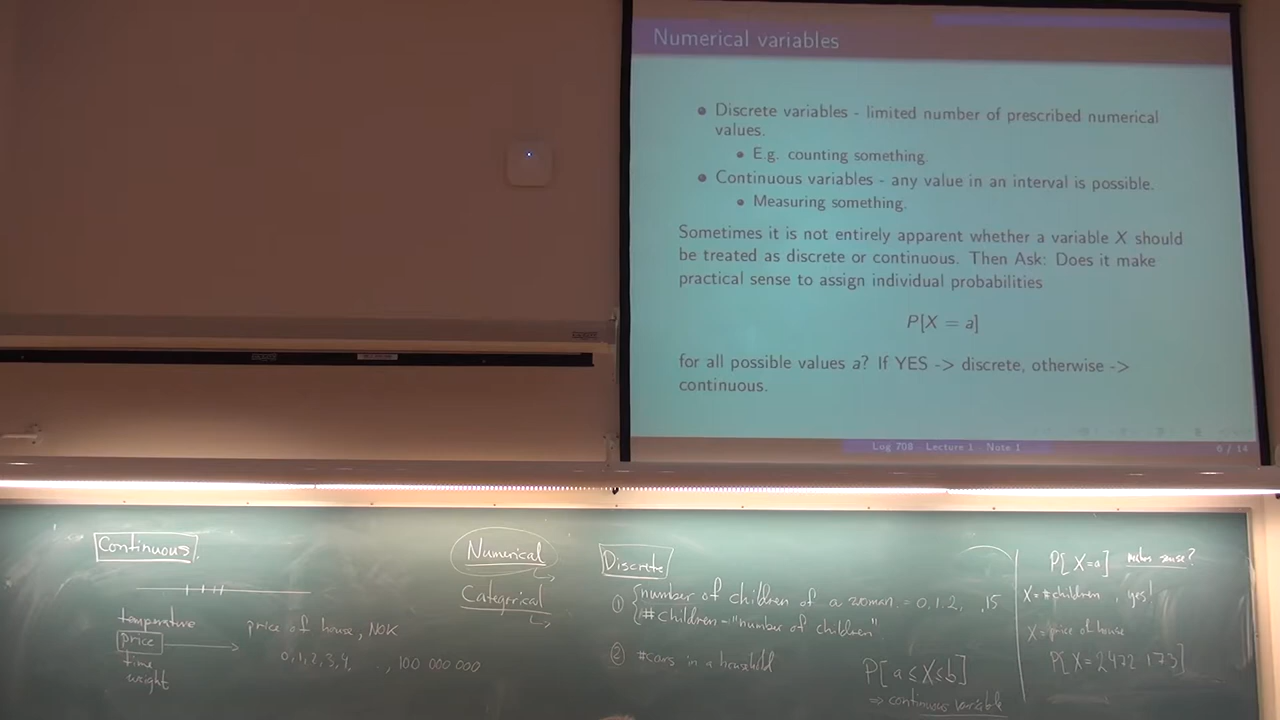 Numerical variables
• Discrete variables - limited number of prescribed numerical
values.
• E.g. counting something.
• Continuous variables - any value in an interval is possible.
• Measuring something.
Sometimes it is not entirely apparent whether a variable X should
be treated as discrete or continuous. Then Ask: Does it make
practical sense to assign individual probabilities
P[X = a]
for all possible values a? If YES -> discrete, otherwise ->
continuous.
Log 708 Lecture 1 Note 1
6 / 14
Continuous
temperature
price
time
weight
price of house, NOK
0,1,2,3,4, .., 100 000 000
Numerical
Categorical
Discrete
① number of children of a woman = 0,1,2, ,15
# children = "number of children"
② #cars in a household
P[a ≤ X ≤ b]
⇒ continuous variable
P[X=a] makes sense?
X = #children, yes!
X = price of house
P[X = 2472 173]